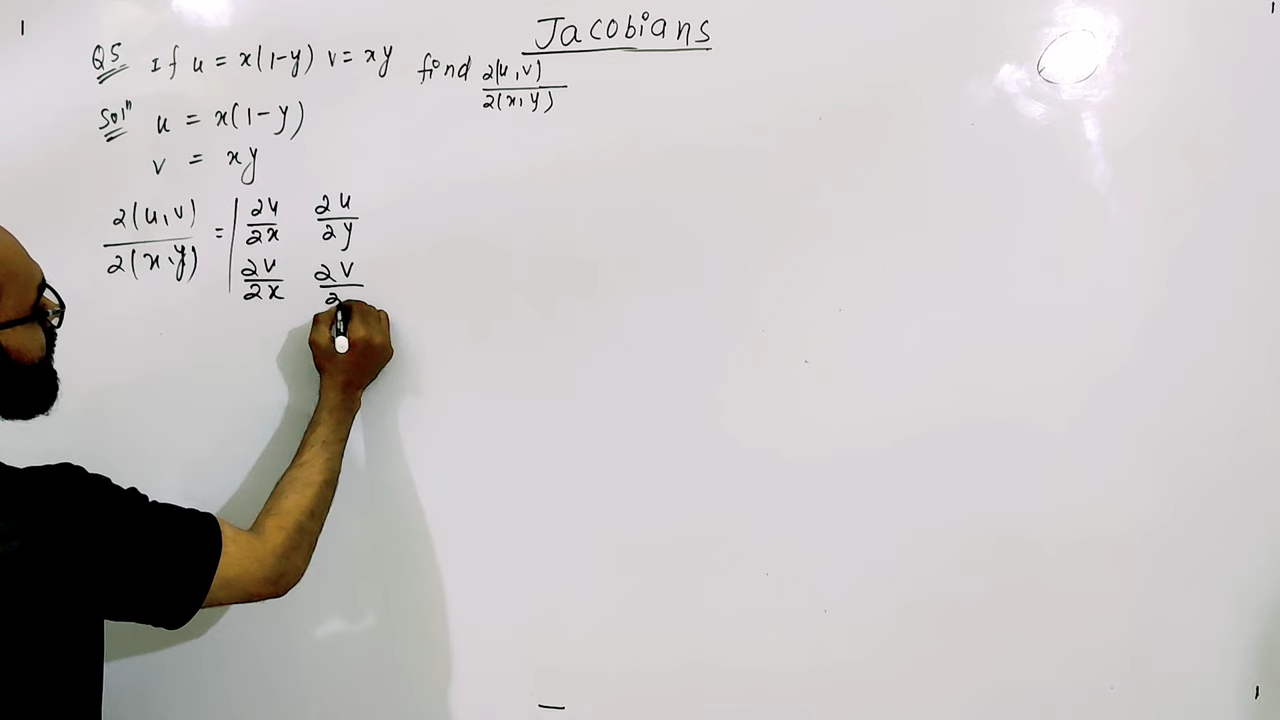 Jacobians
Q5 If u = x(1-y) v = xy find ∂(u,v)/∂(x,y)
Solⁿ u = x(1-y)
v = xy
∂(u,v)/∂(x,y) = | ∂u/∂x ∂u/∂y
∂v/∂x ∂v/∂